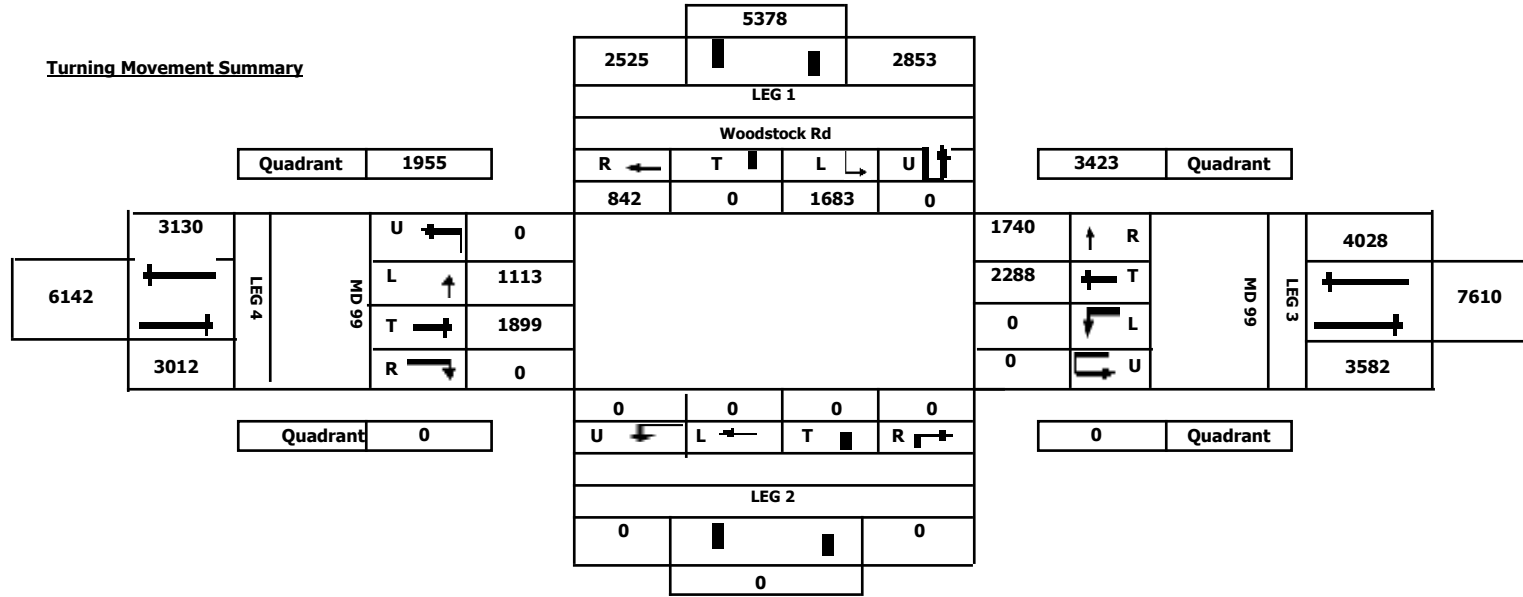 5378
Turning Movement Summary
2525 2853
LEG 1
Woodstock Rd
Quadrant 1955
R T L U
3423 Quadrant
842 0 1683 0
3130 U 0
1740 R 4028
6142 LEG 4 MD 99 L 1113
2288 T MD 99 LEG 3 7610
T 1899
0 L
3012 R 0
0 U 3582
0 0 0 0
Quadrant 0
U L T R
0 Quadrant
LEG 2
0 0
0